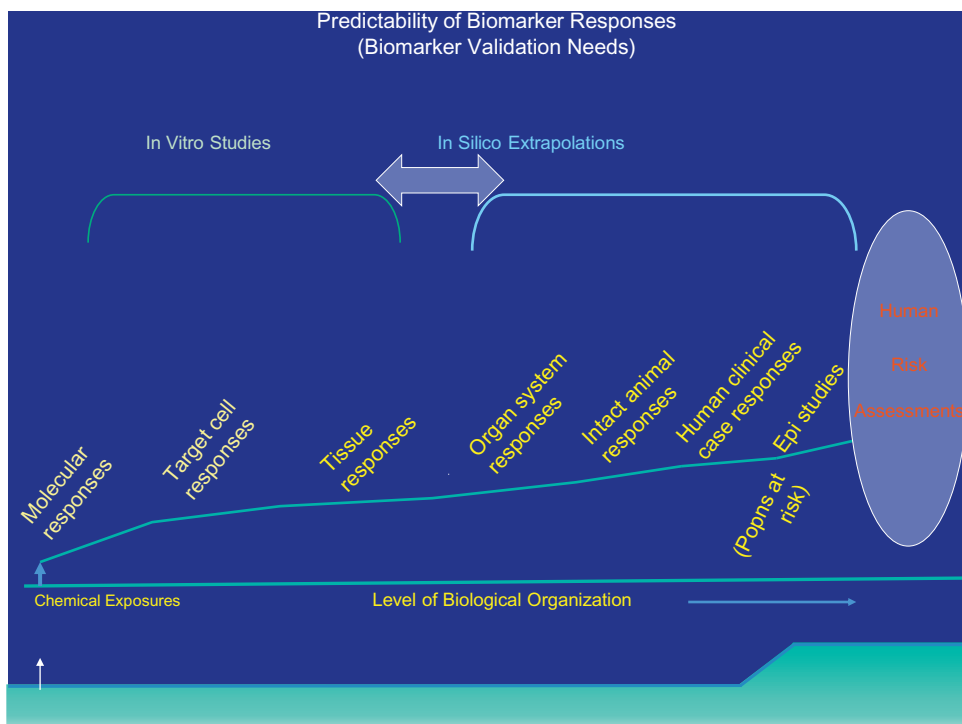 Predictability of Biomarker Responses
(Biomarker Validation Needs)
In Vitro Studies
In Silico Extrapolations
Molecular
responses
Target cell
responses
Tissue
responses
Organ system
responses
Intact animal
responses
Human clinical
case responses
Epi studies
(Popns at
risk)
Human
Risk
Assessments
Chemical Exposures
Level of Biological Organization